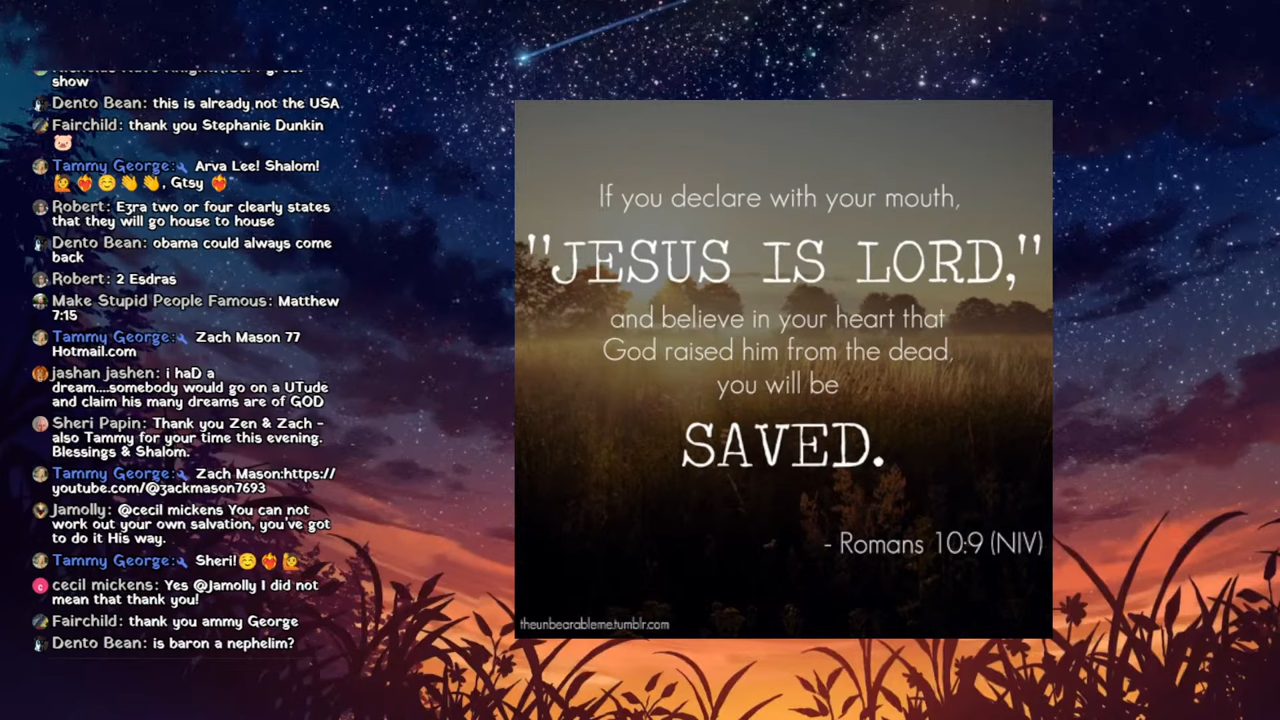 show
Dento Bean: this is already not the USA
Fairchild: thank you Stephanie Dunkin
🐷
Tammy George: Arva Lee! Shalom!
🙋❤️‍🔥☺️👋👋, Gtsy ❤️‍🔥
Robert: Ezra two or four clearly states
that they will go house to house
Dento Bean: obama could always come
back
Robert: 2 Esdras
Make Stupid People Famous: Matthew
7:15
Tammy George: Zach Mason 77
Hotmail.com
jashan jashen: i haD a
dream....somebody would go on a UTude
and claim his many dreams are of GOD
Sheri Papin: Thank you Zen & Zach -
also Tammy for your time this evening.
Blessings & Shalom.
Tammy George: Zach Mason:https://
youtube.com/@zackmason7693
Jamolly: @cecil mickens You can not
work out your own salvation, you've got
to do it His way.
Tammy George: Sheri!☺️❤️‍🔥🙋
cecil mickens: Yes @Jamolly I did not
mean that thank you!
Fairchild: thank you ammy George
Dento Bean: is baron a nephelim?
If you declare with your mouth,
"JESUS IS LORD,"
and believe in your heart that
God raised him from the dead,
you will be
SAVED.
- Romans 10:9 (NIV)
theunbearableme.tumblr.com